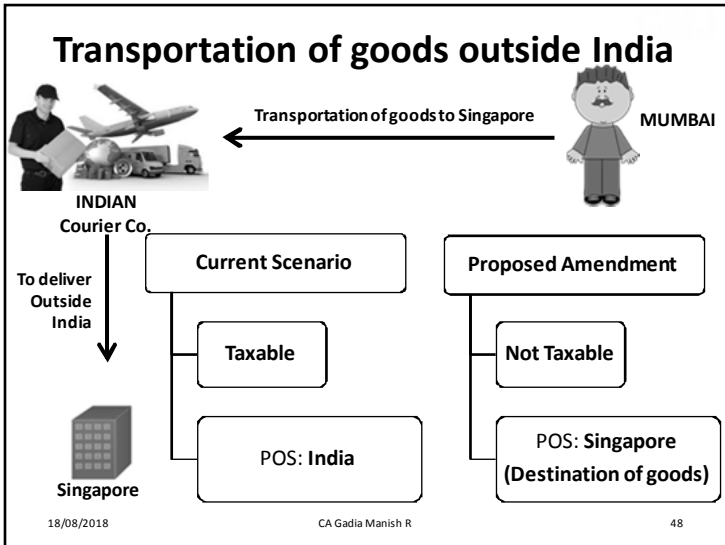 Transportation of goods outside India
Transportation of goods to Singapore
MUMBAI
INDIAN
Courier Co.
To deliver
Outside
India
Singapore
Current Scenario
Taxable
POS: India
Proposed Amendment
Not Taxable
POS: Singapore
(Destination of goods)
18/08/2018
CA Gadia Manish R
48